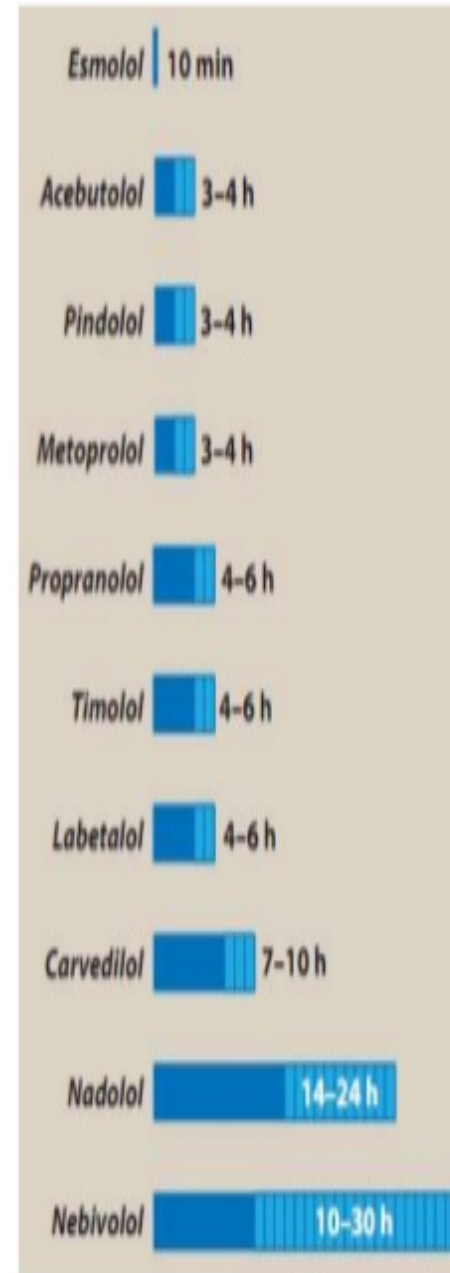 Esmolol 10 min
Acebutolol 3–4 h
Pindolol 3–4 h
Metoprolol 3–4 h
Propranolol 4–6 h
Timolol 4–6 h
Labetalol 4–6 h
Carvedilol 7–10 h
Nadolol 14–24 h
Nebivolol 10–30 h